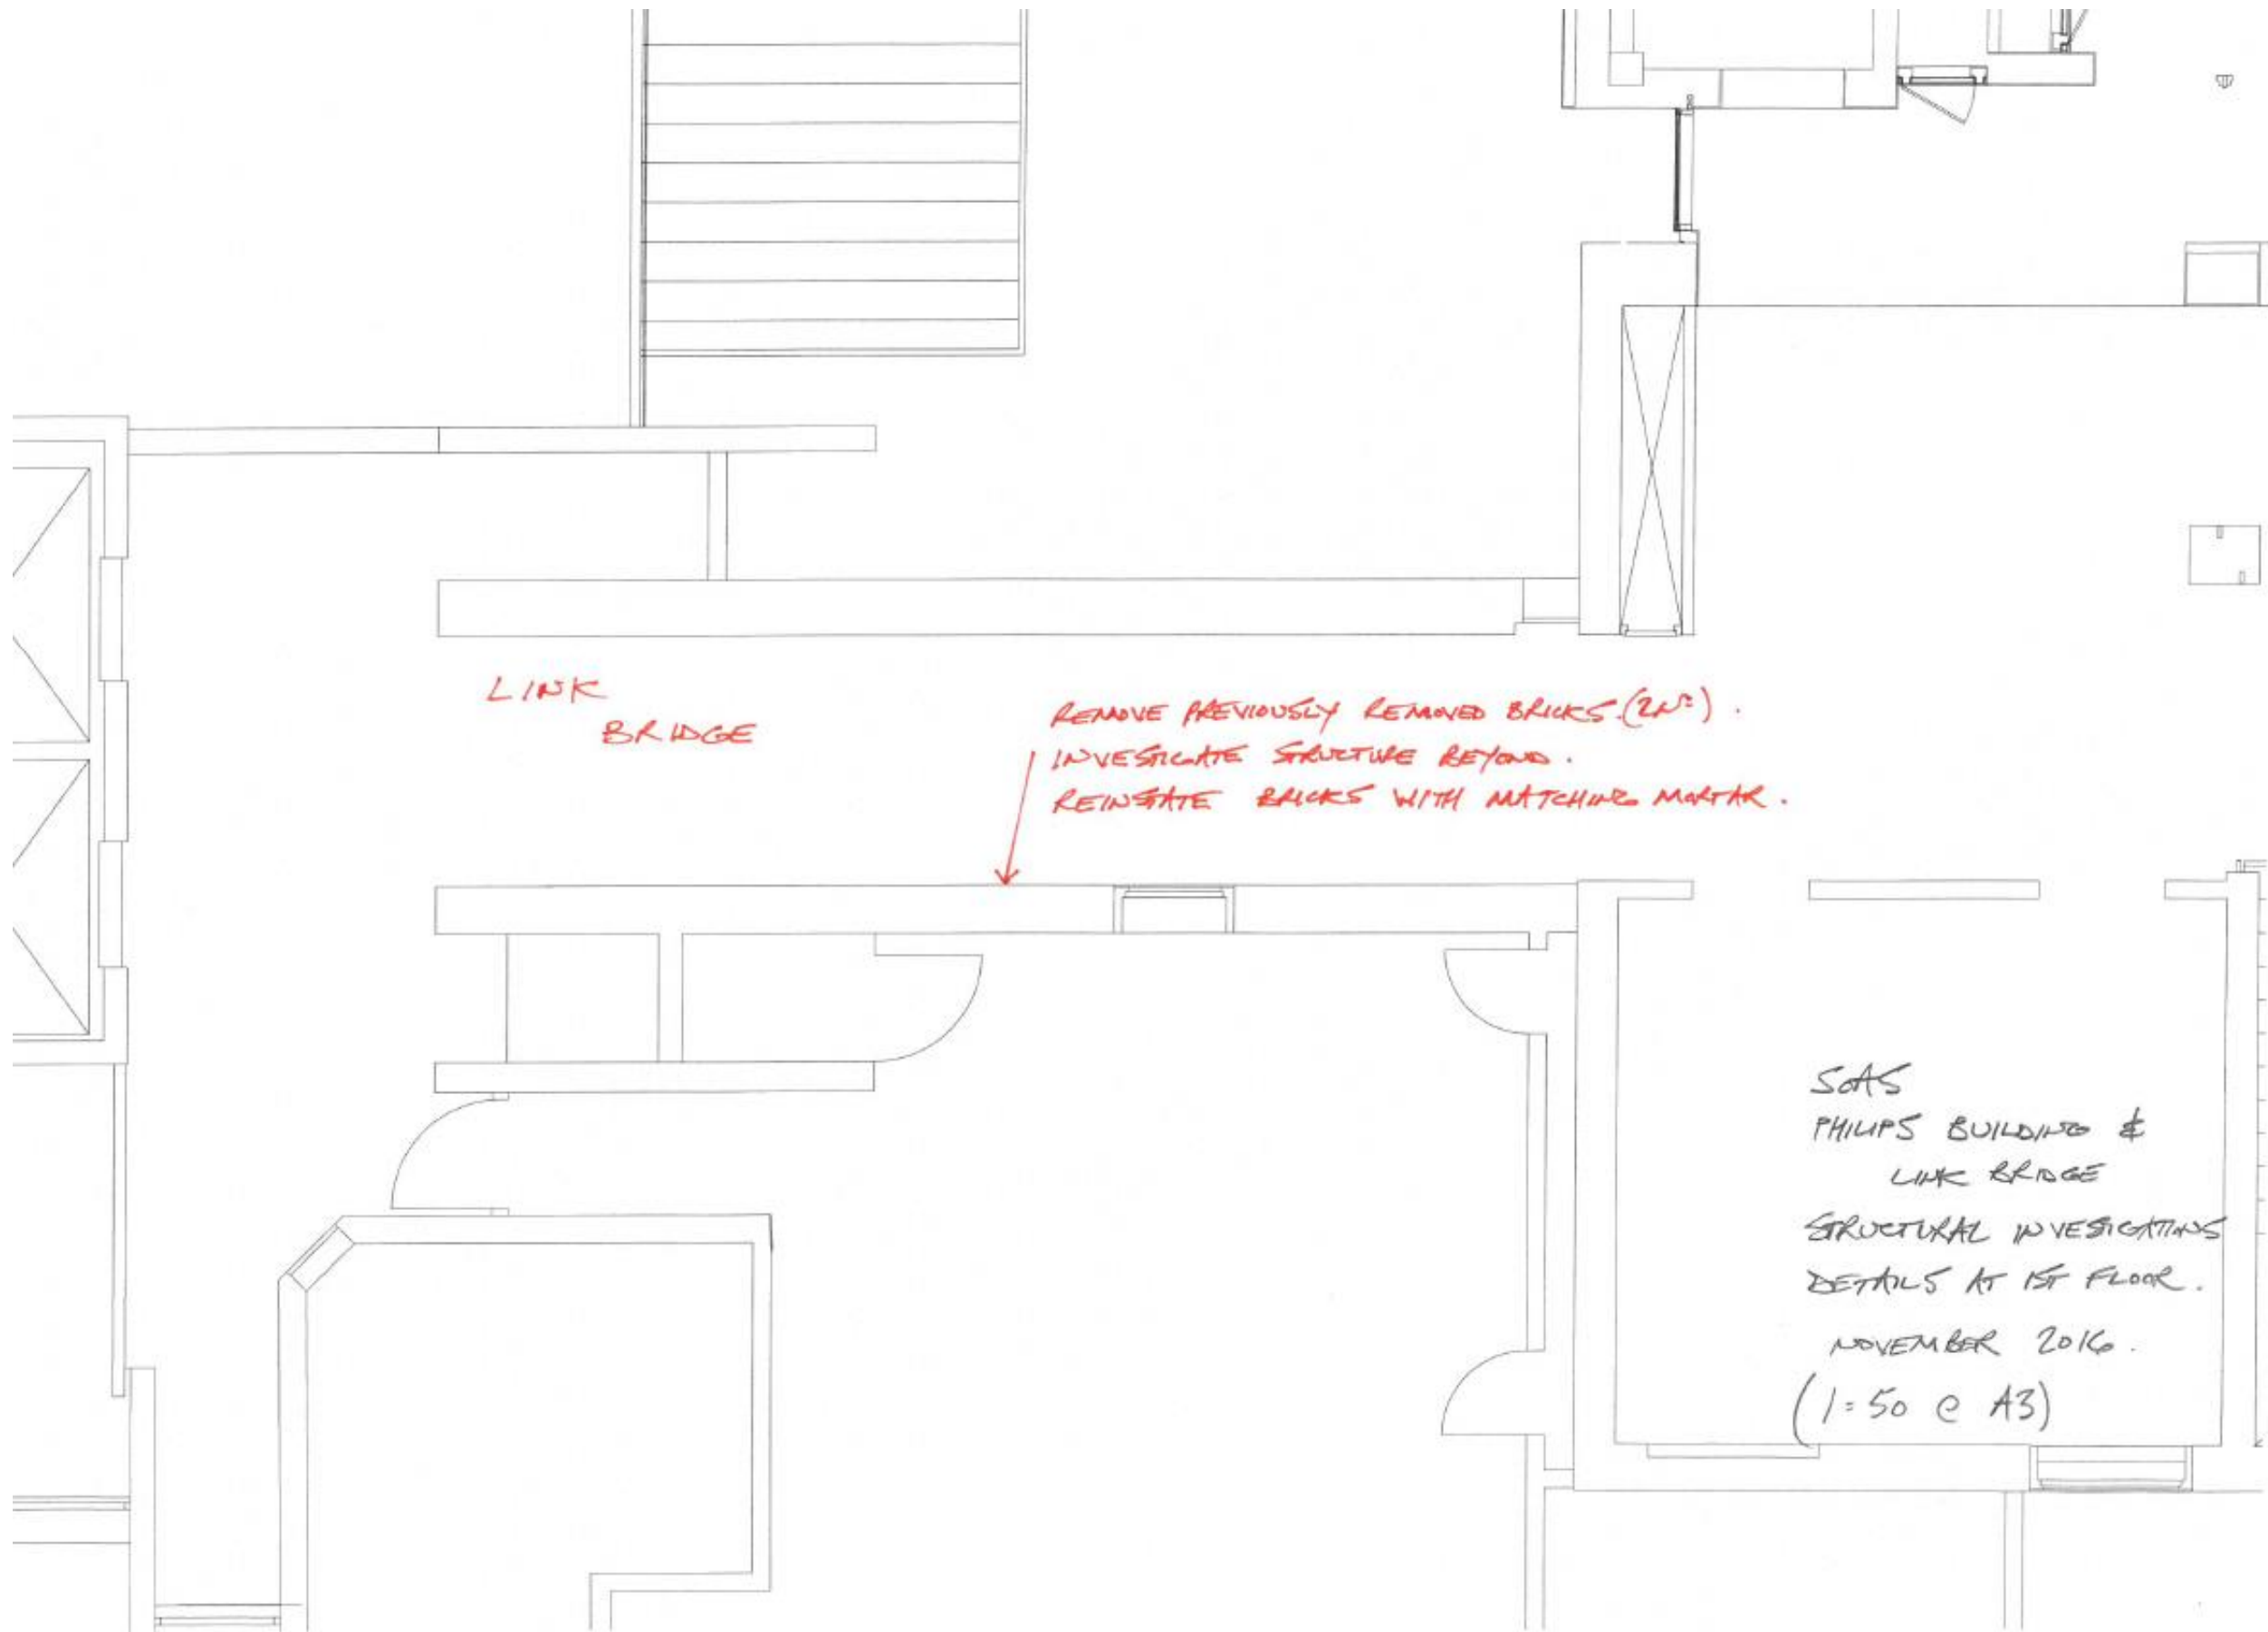 LINK
BRIDGE
REMOVE PREVIOUSLY REMOVED BRICKS. (2Nº).
INVESTIGATE STRUCTURE BEYOND.
REINSTATE BRICKS WITH MATCHING MORTAR.
SOAS
PHILIPS BUILDING &
LINK BRIDGE
STRUCTURAL INVESTIGATIONS
DETAILS AT 1ST FLOOR.
NOVEMBER 2016.
(1:50 @ A3)